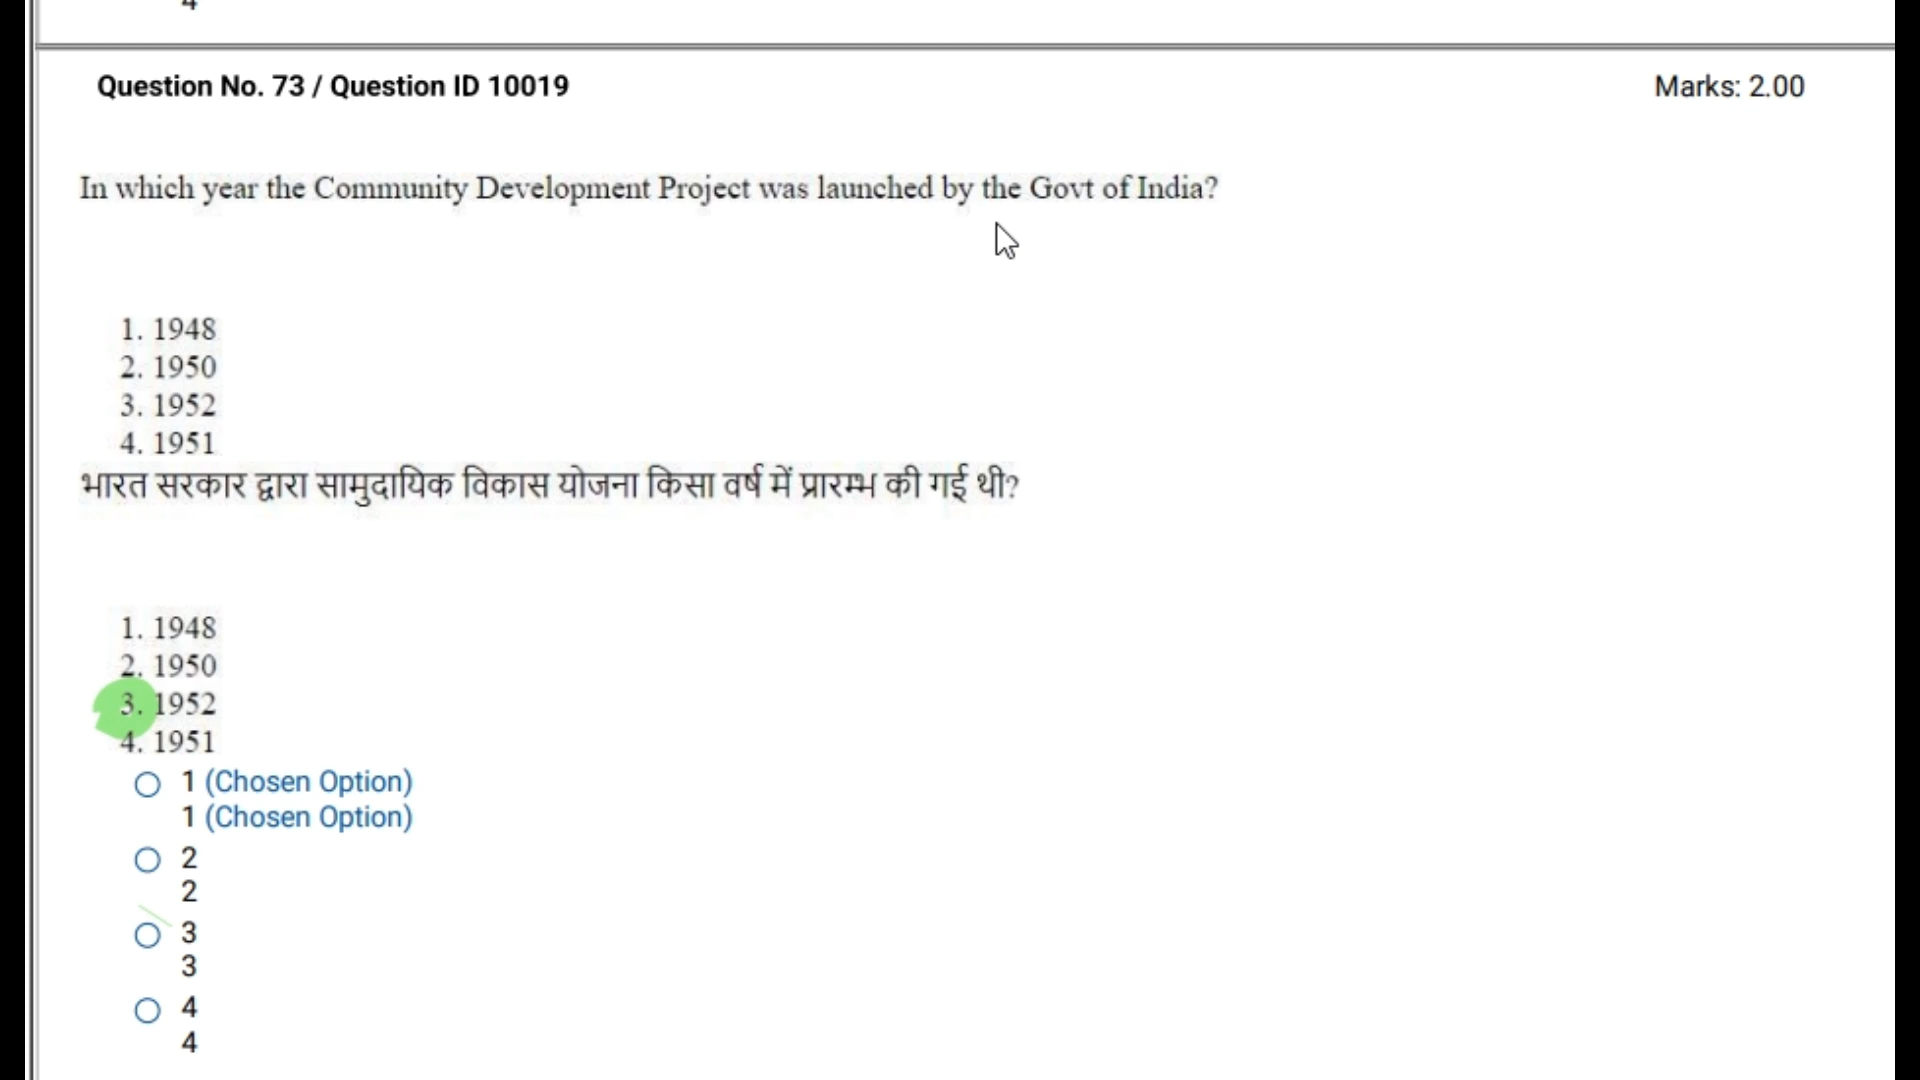 4
Question No. 73 / Question ID 10019
Marks: 2.00
In which year the Community Development Project was launched by the Govt of India?
1. 1948
2. 1950
3. 1952
4. 1951
भारत सरकार द्वारा सामुदायिक विकास योजना किसा वर्ष में प्रारम्भ की गई थी?
1. 1948
2. 1950
3. 1952
4. 1951
1 (Chosen Option)
1 (Chosen Option)
2
2
3
3
4
4